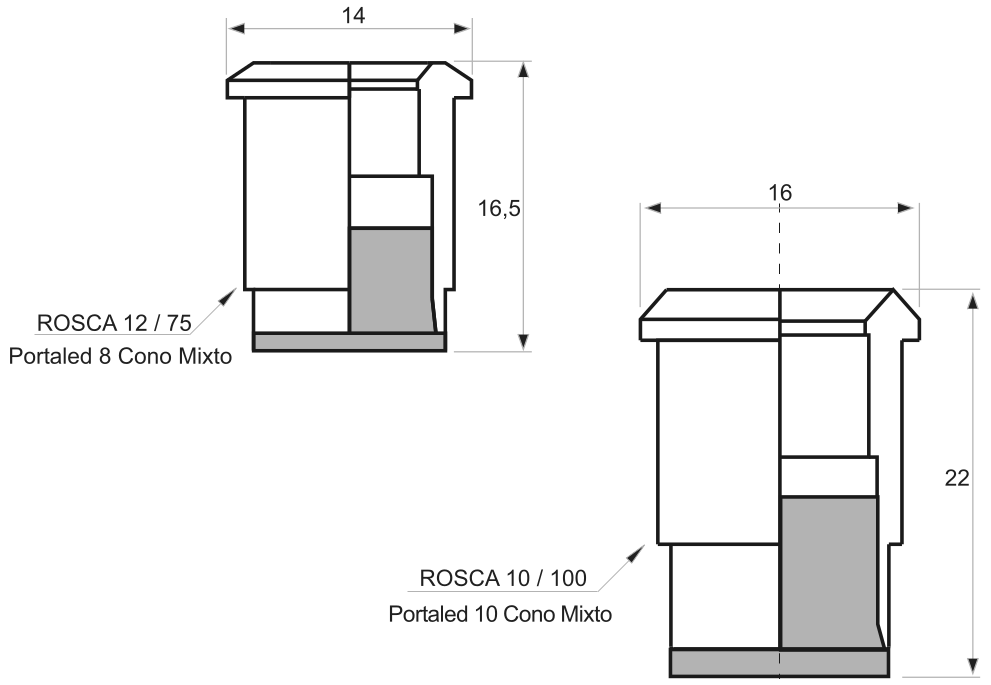 14
16,5
ROSCA 12 / 75
Portaled 8 Cono Mixto
16
22
ROSCA 10 / 100
Portaled 10 Cono Mixto